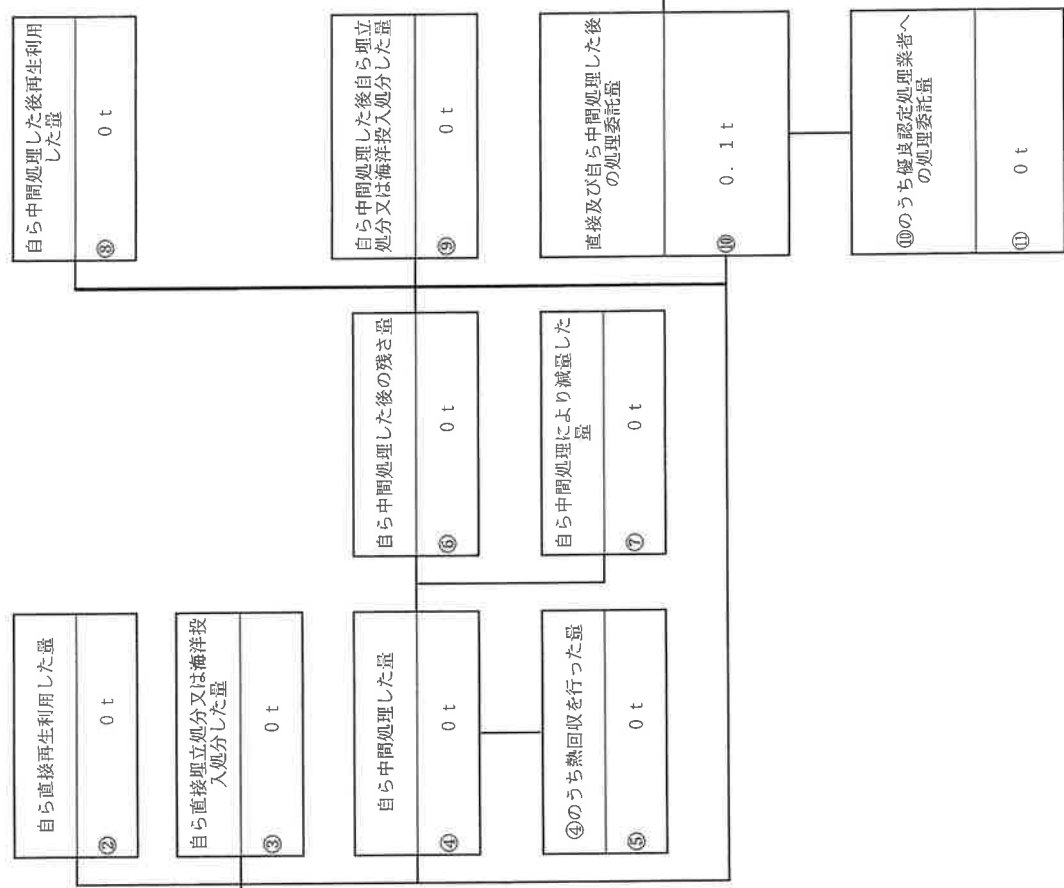 自ら直接再生利用した量
② 0 t
自ら直接埋立処分又は海洋投
入処分した量
③ 0 t
自ら中間処理した量
④ 0 t
④のうち熱回収を行った量
⑤ 0 t
自ら中間処理した後の残さ量
⑥ 0 t
自ら中間処理により減量した
量
⑦ 0 t
自ら中間処理した後再生利用
した量
⑧ 0 t
自ら中間処理した後自ら埋立
処分又は海洋投入処分した量
⑨ 0 t
直接及び自ら中間処理した後
の処理委託量
⑩ 0. 1 t
⑩のうち優良認定処理業者へ
の処理委託量
⑪ 0 t